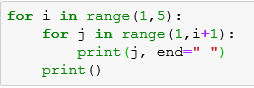 for i in range(1,5):
    for j in range(1,i+1):
        print(j, end=" ")
    print()